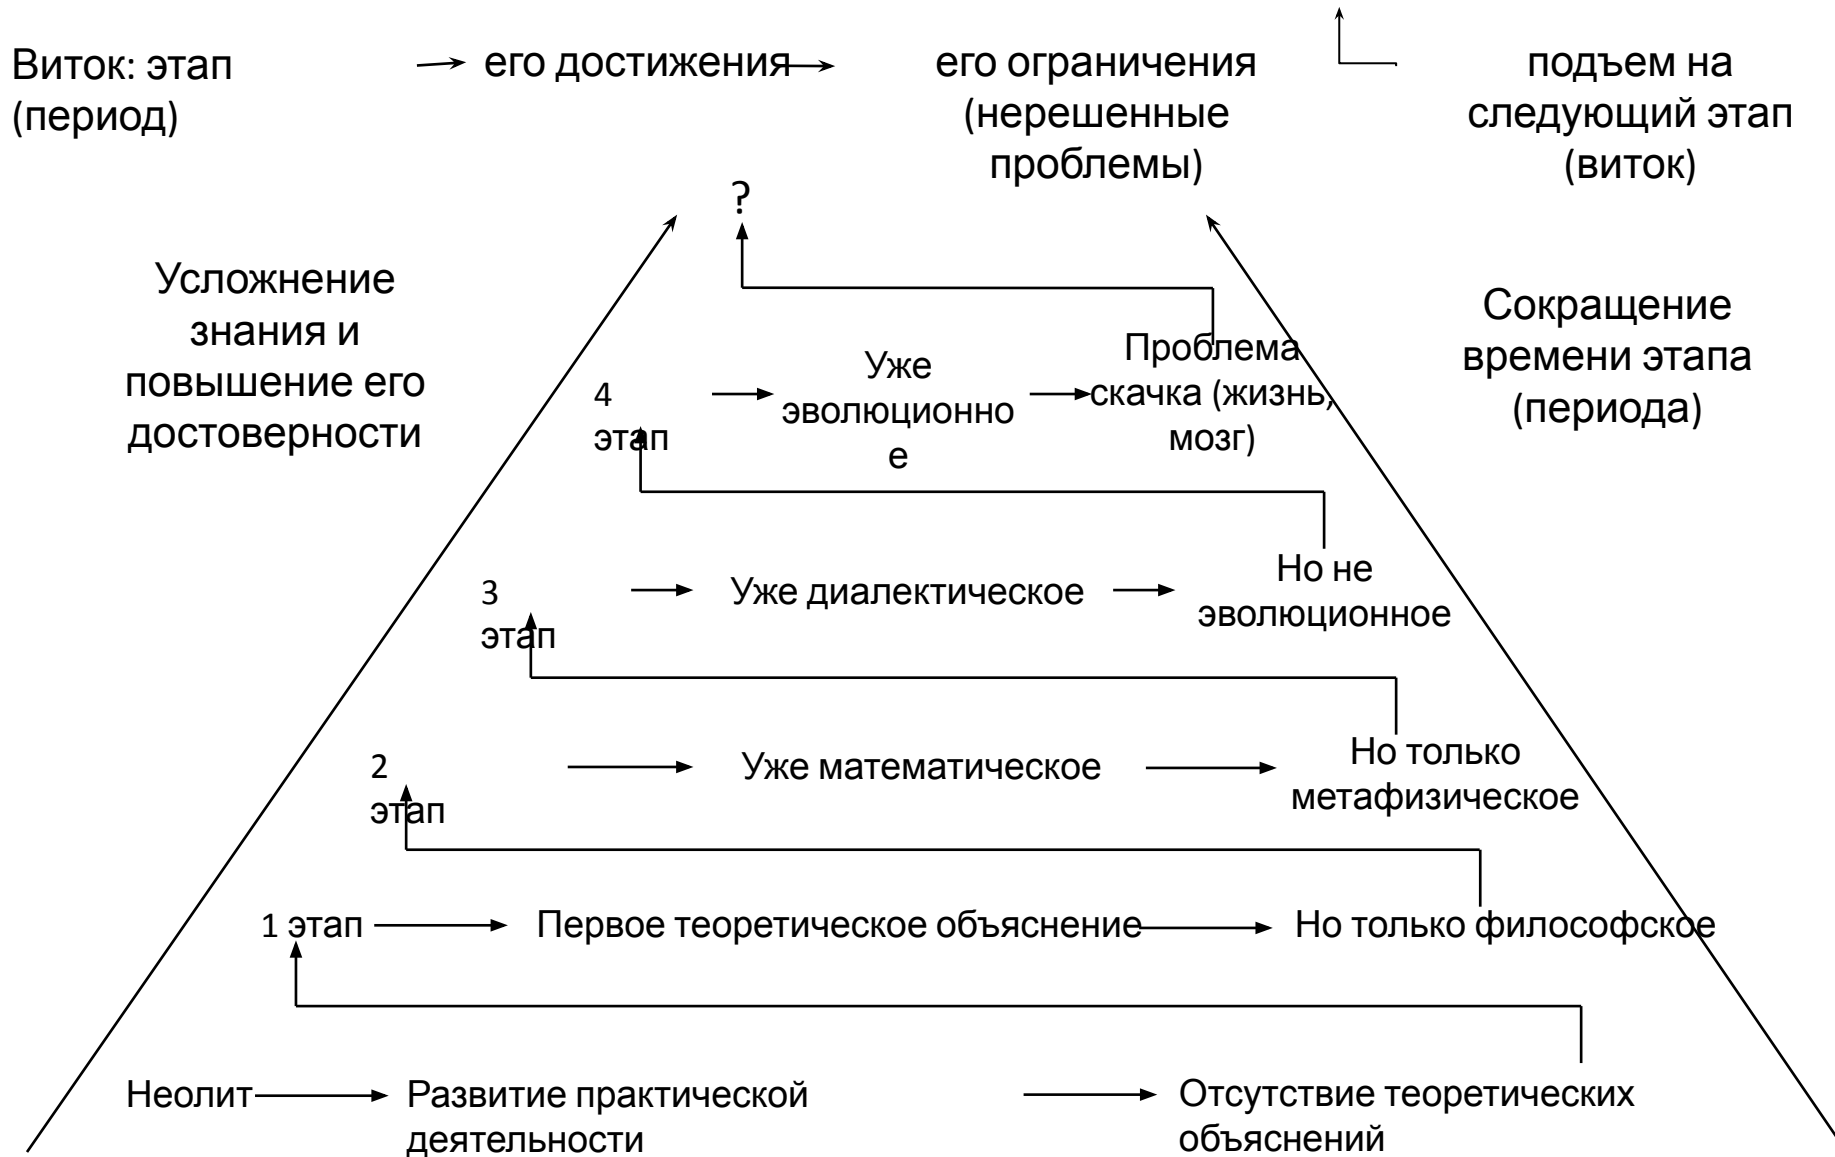 Виток: этап
(период)
его достижения
его ограничения
(нерешенные
проблемы)
подъем на
следующий этап
(виток)
?
Усложнение
знания и
повышение его
достоверности
Сокращение
времени этапа
(периода)
4
этап
Уже
эволюционно
е
Проблема
скачка (жизнь,
мозг)
3
этап
Уже диалектическое
Но не
эволюционное
2
этап
Уже математическое
Но только
метафизическое
1 этап
Первое теоретическое объяснение
Но только философское
Неолит
Развитие практической
деятельности
Отсутствие теоретических
объяснений